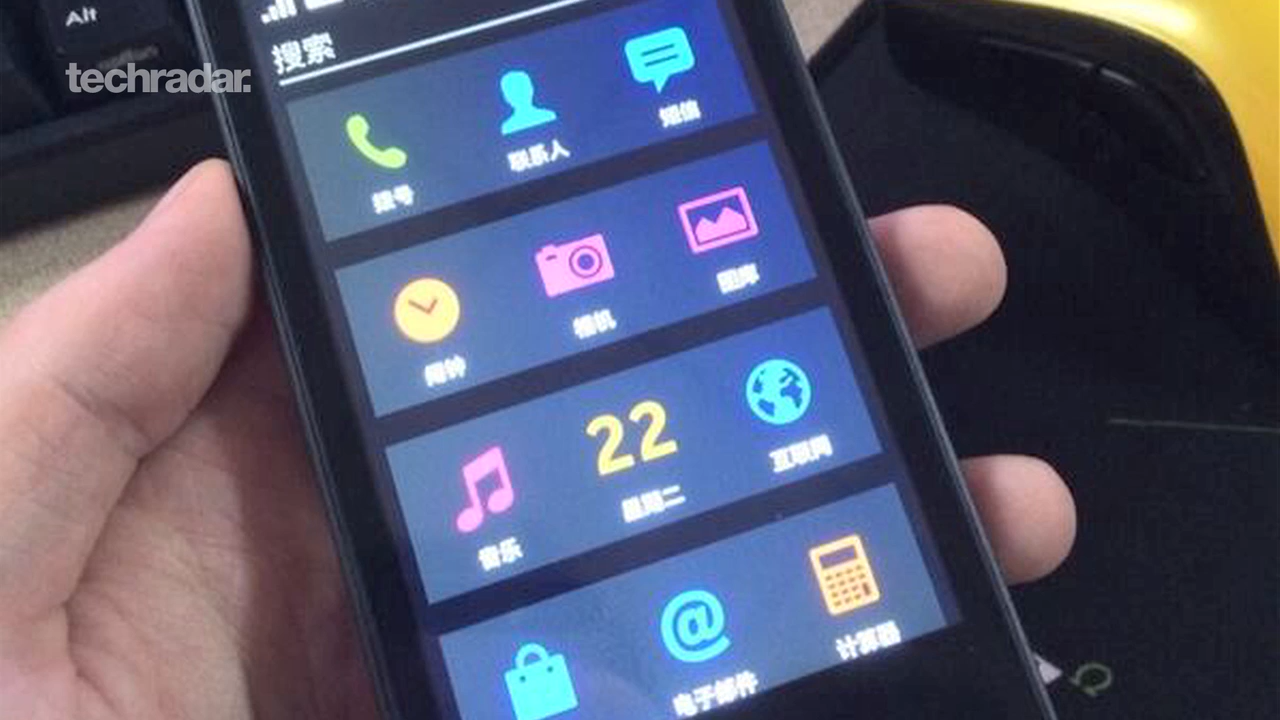 Alt
techradar.
搜索
拨号
联系人
短信
闹钟
相机
图库
音乐
22
星期二
互联网
@
电子邮件
计算器